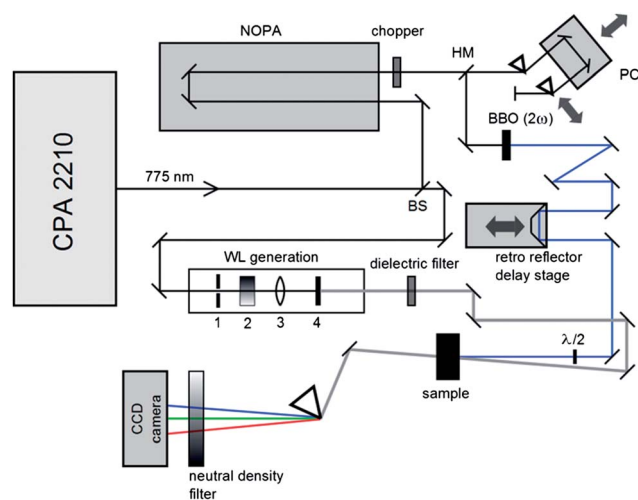 NOPA
chopper
HM
PC
BBO (2ω)
CPA 2210
775 nm
BS
retro reflector
delay stage
WL generation
dielectric filter
1 2 3 4
λ/2
sample
CCD
camera
neutral density
filter